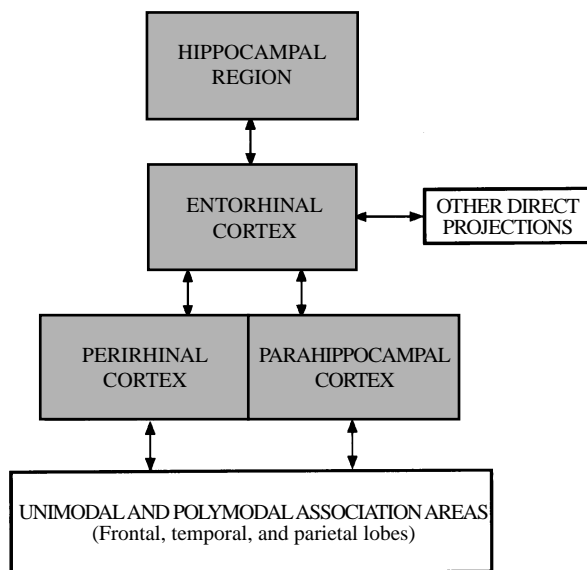 HIPPOCAMPAL
REGION
ENTORHINAL
CORTEX
OTHER DIRECT
PROJECTIONS
PERIRHINAL
CORTEX
PARAHIPPOCAMPAL
CORTEX
UNIMODAL AND POLYMODAL ASSOCIATION AREAS
(Frontal, temporal, and parietal lobes)